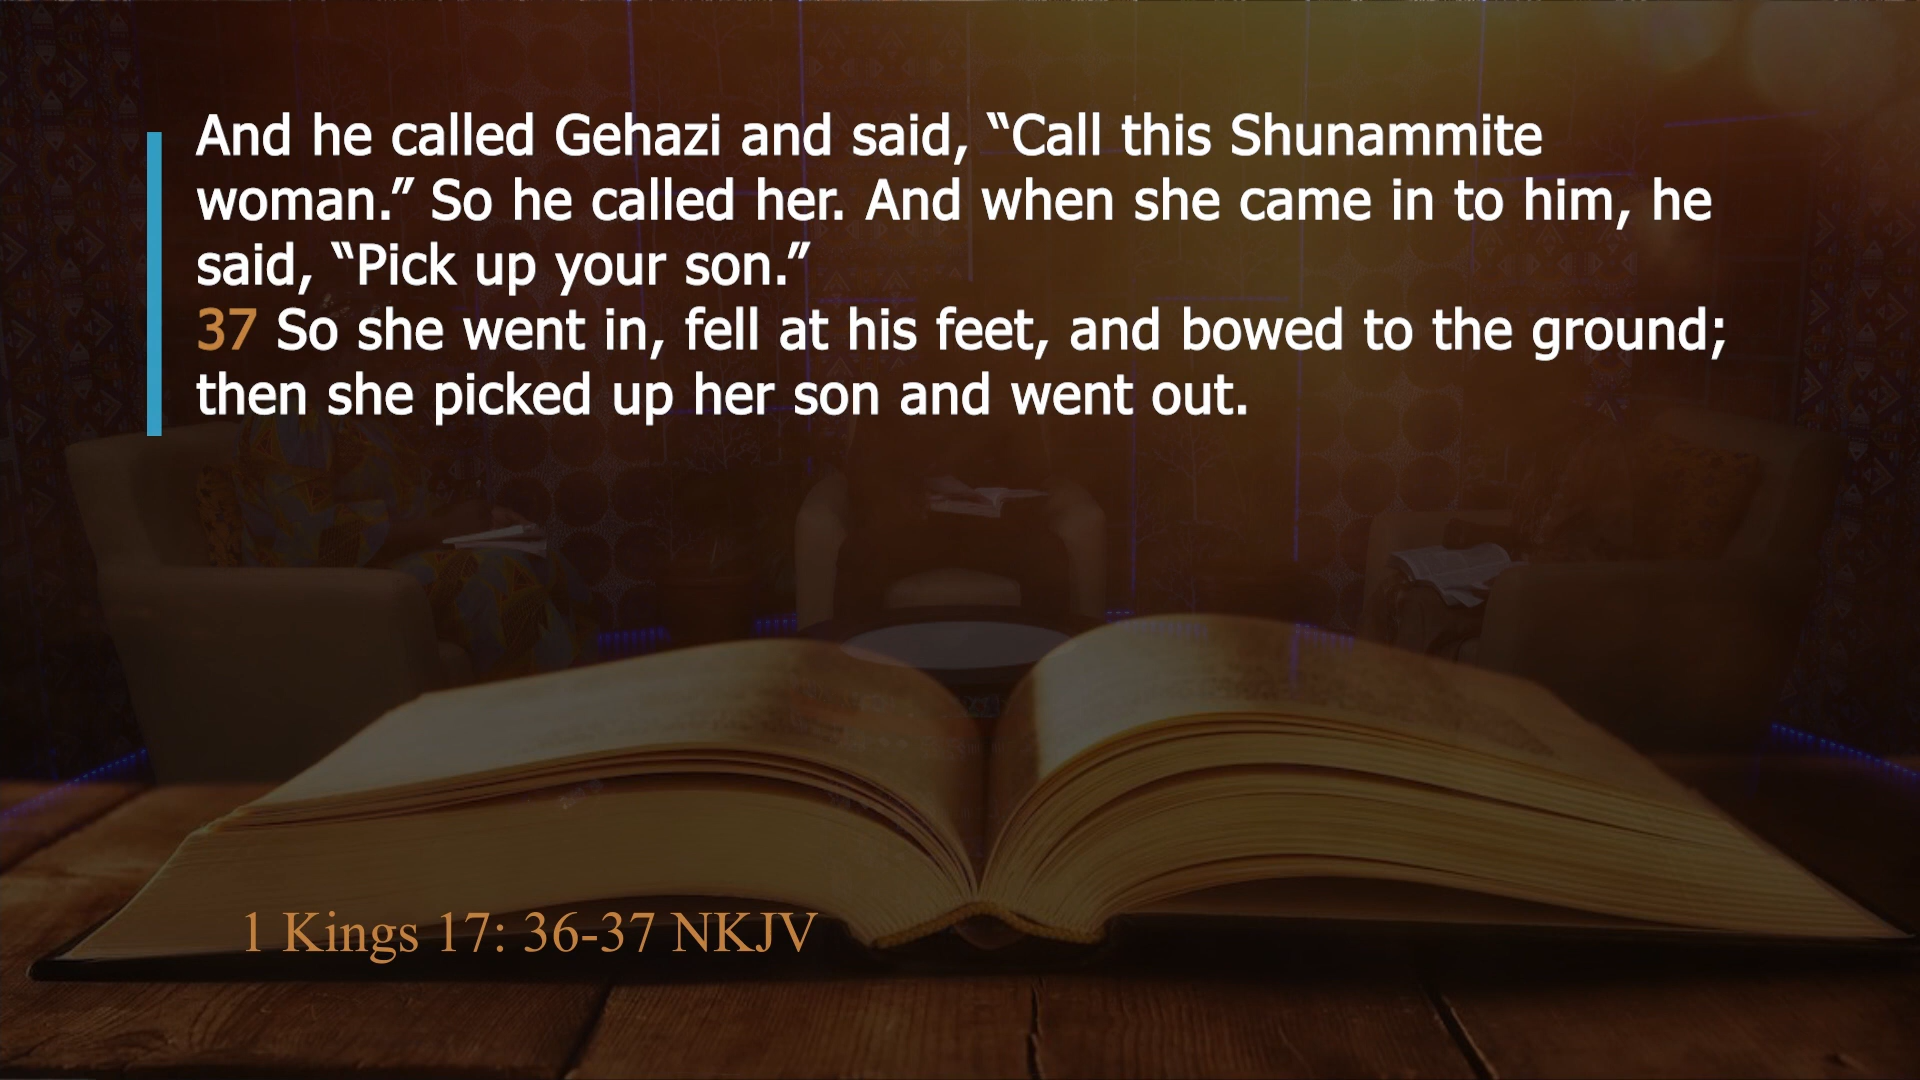 And he called Gehazi and said, “Call this Shunammite
woman.” So he called her. And when she came in to him, he
said, “Pick up your son.”
37 So she went in, fell at his feet, and bowed to the ground;
then she picked up her son and went out.
1 Kings 17: 36-37 NKJV